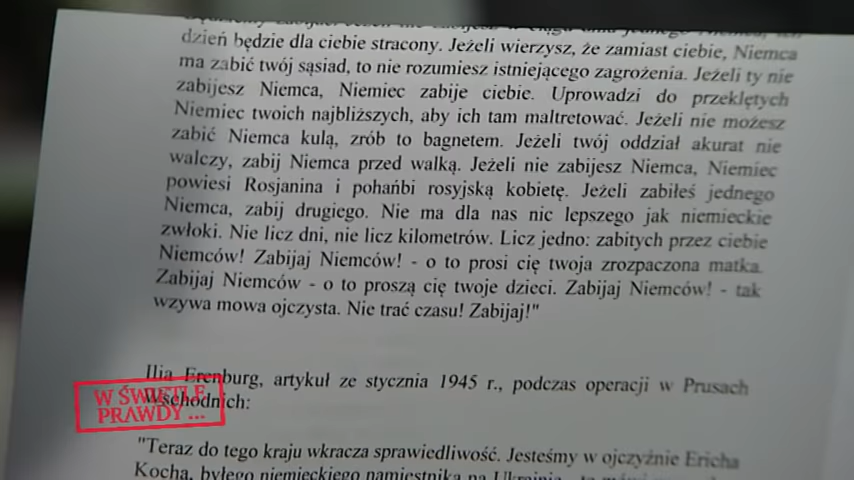 dzień będzie dla ciebie stracony. Jeżeli wierzysz, że zamiast ciebie, Niemca
ma zabić twój sąsiad, to nie rozumiesz istniejącego zagrożenia. Jeżeli ty nie
zabijesz Niemca, Niemiec zabije ciebie. Uprowadzi do przeklętych
Niemiec twoich najbliższych, aby ich tam maltretować. Jeżeli nie możesz
zabić Niemca kulą, zrób to bagnetem. Jeżeli twój oddział akurat nie
walczy, zabij Niemca przed walką. Jeżeli nie zabijesz Niemca, Niemiec
powiesi Rosjanina i pohańbi rosyjską kobietę. Jeżeli zabiłeś jednego
Niemca, zabij drugiego. Nie ma dla nas nic lepszego jak niemieckie
zwłoki. Nie licz dni, nie licz kilometrów. Licz jedno: zabitych przez ciebie
Niemców! Zabijaj Niemców! - o to prosi cię twoja zrozpaczona matka.
Zabijaj Niemców - o to proszą cię twoje dzieci. Zabijaj Niemców! - tak
wzywa mowa ojczysta. Nie trać czasu! Zabijaj!"
Ilia Erenburg, artykuł ze stycznia 1945 r., podczas operacji w Prusach
Wschodnich:
W ŚWIETLE
PRAWDY ...
"Teraz do tego kraju wkracza sprawiedliwość. Jesteśmy w ojczyźnie Ericha
Kocha, byłego niemieckiego namiestnika na Ukrainie